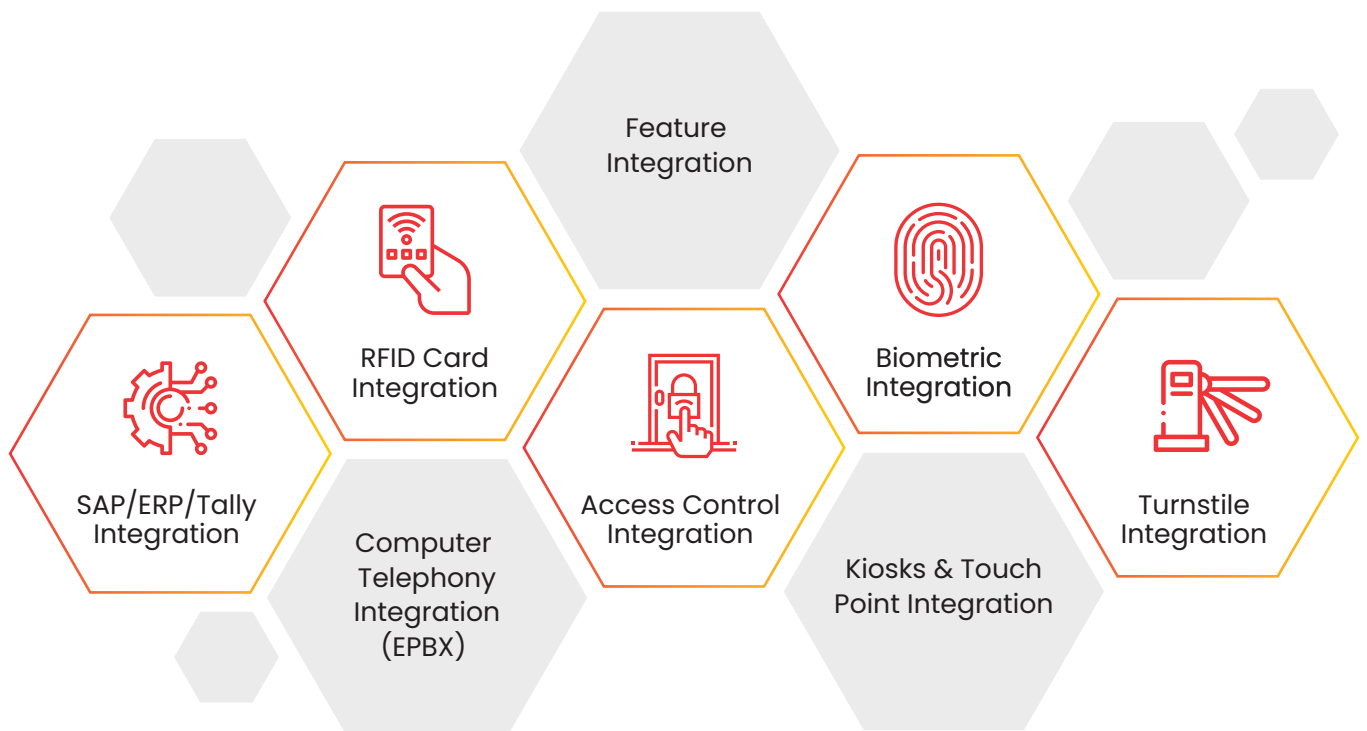 Feature
Integration
RFID Card
Integration
Biometric
Integration
SAP/ERP/Tally
Integration
Access Control
Integration
Turnstile
Integration
Computer
Telephony
Integration
(EPBX)
Kiosks & Touch
Point Integration